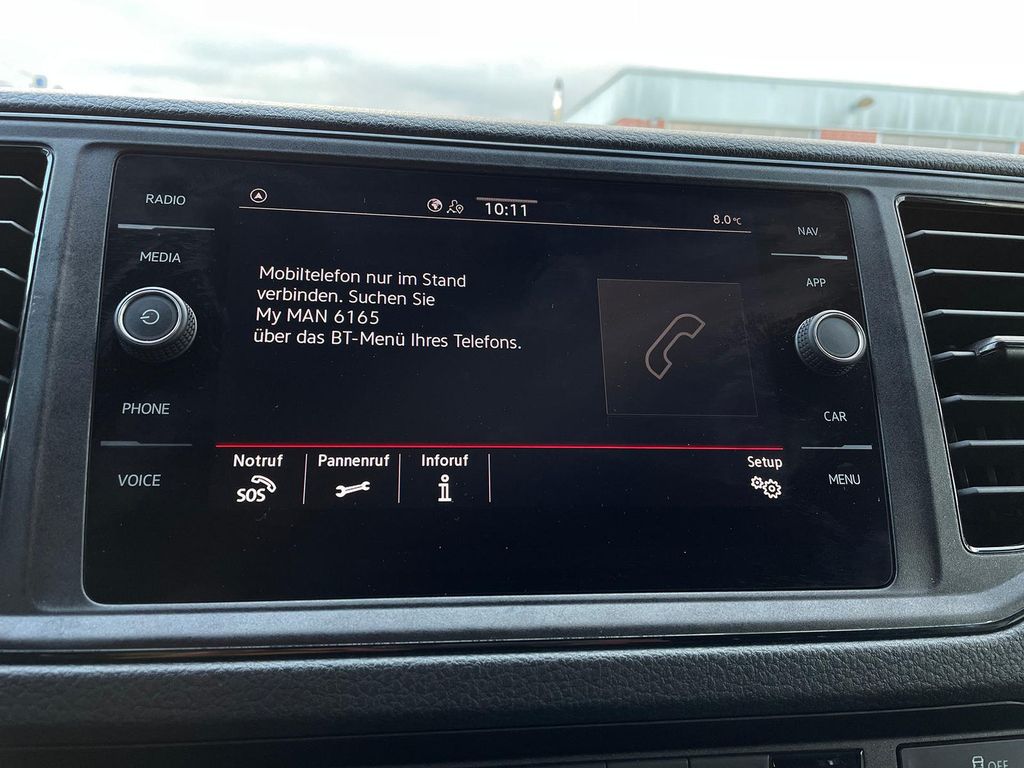 RADIO
MEDIA
PHONE
VOICE
10:11
8.0°C
Mobiltelefon nur im Stand
verbinden. Suchen Sie
My MAN 6165
über das BT-Menü Ihres Telefons.
Notruf
SOS
Pannenruf
Inforuf
i
Setup
NAV
APP
CAR
MENU
OFF